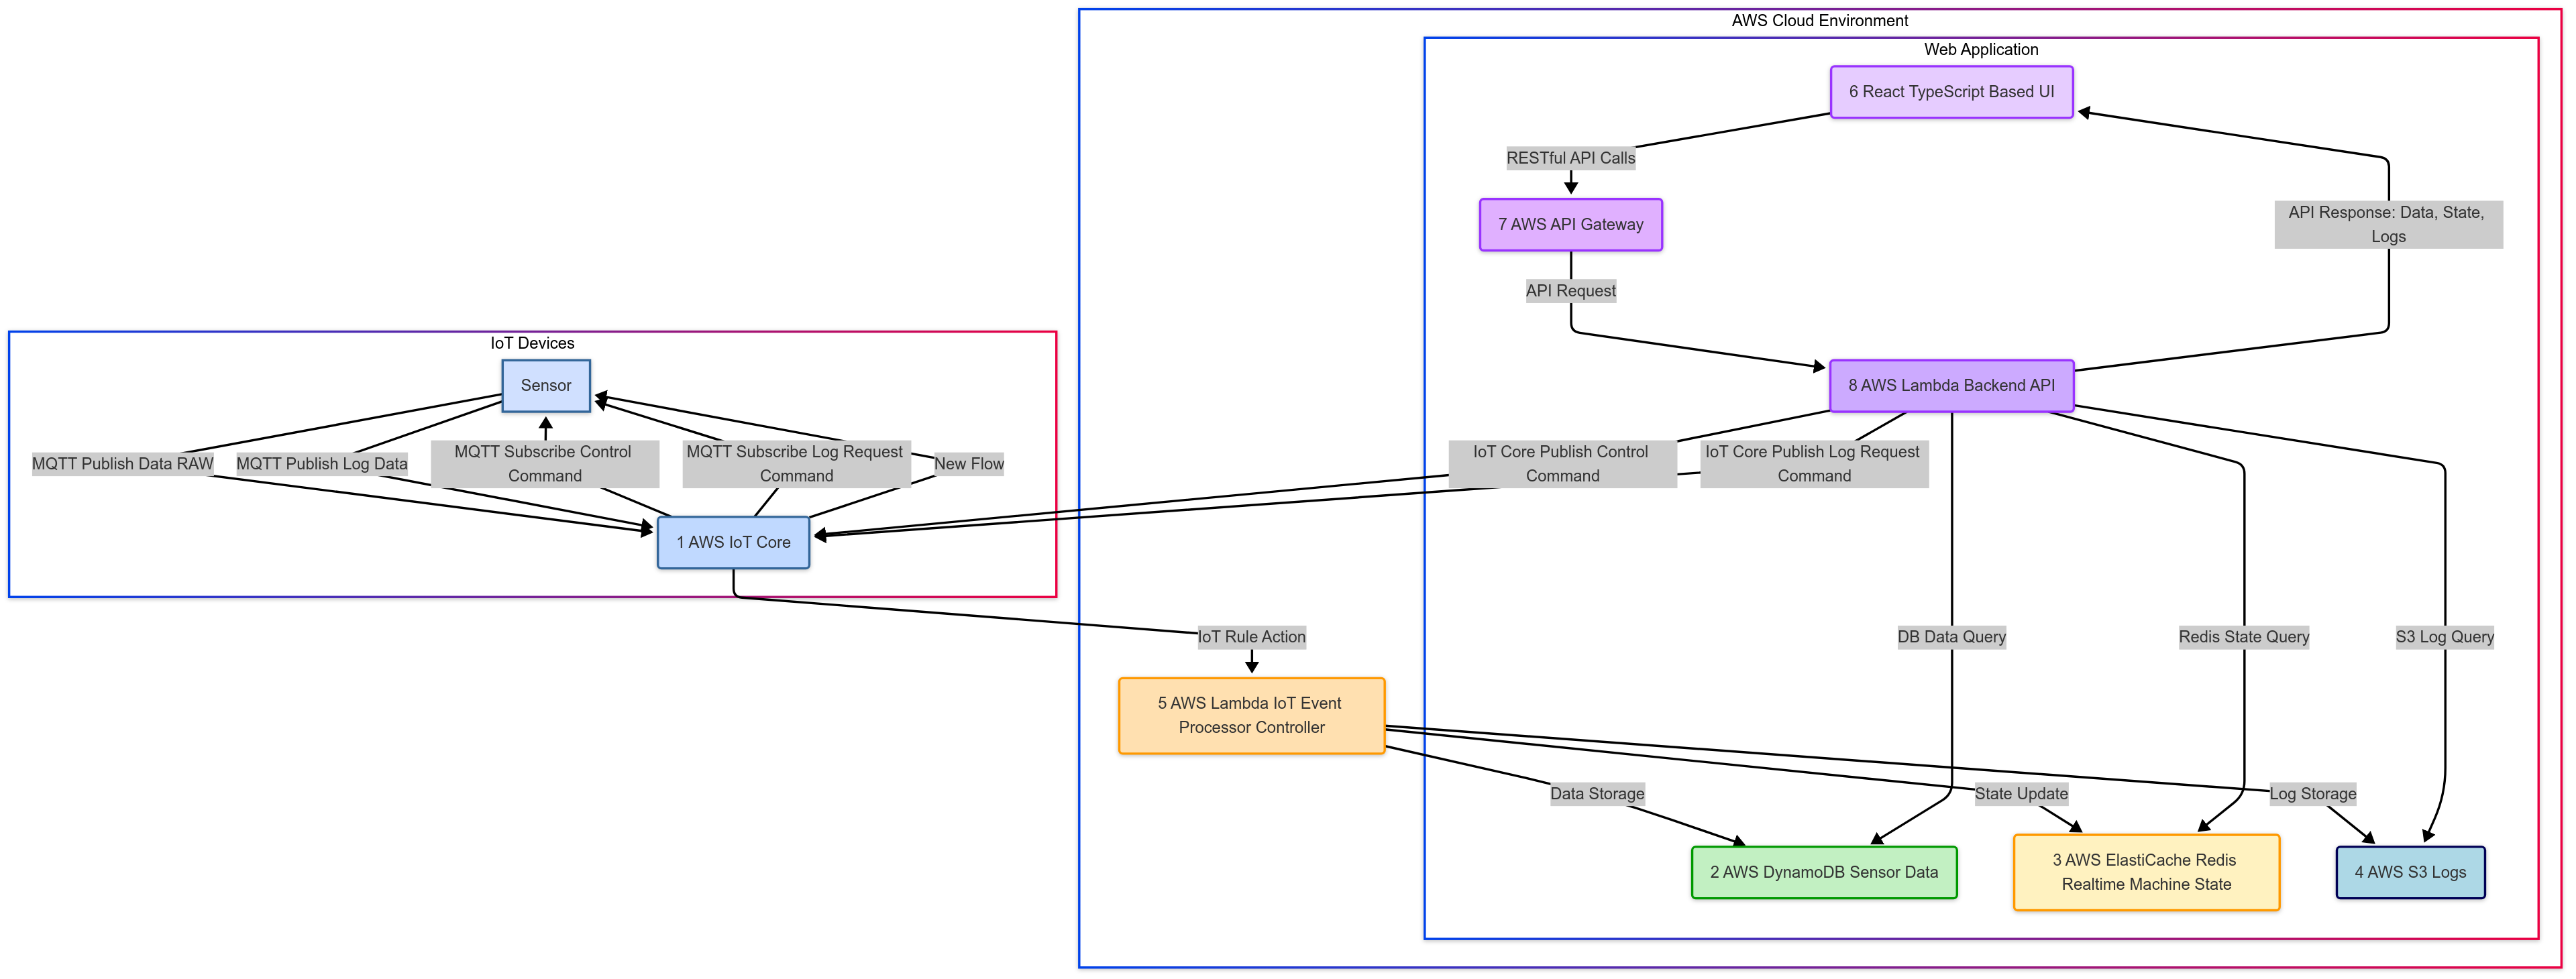 AWS Cloud Environment
Web Application
6 React TypeScript Based UI
RESTful API Calls
7 AWS API Gateway
API Response: Data, State,
Logs
API Request
IoT Devices
Sensor
8 AWS Lambda Backend API
MQTT Publish Data RAW
MQTT Publish Log Data
MQTT Subscribe Control
Command
MQTT Subscribe Log Request
Command
New Flow
IoT Core Publish Control
Command
IoT Core Publish Log Request
Command
1 AWS IoT Core
IoT Rule Action
DB Data Query
Redis State Query
S3 Log Query
5 AWS Lambda IoT Event
Processor Controller
Data Storage
State Update
Log Storage
2 AWS DynamoDB Sensor Data
3 AWS ElastiCache Redis
Realtime Machine State
4 AWS S3 Logs